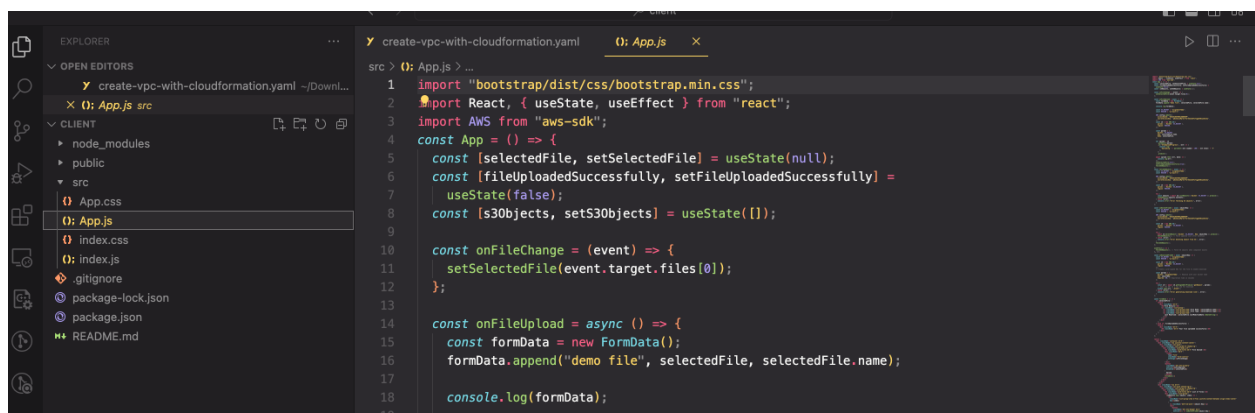 client
EXPLORER
OPEN EDITORS
create-vpc-with-cloudformation.yaml ~/Downl...
App.js src
CLIENT
node_modules
public
src
App.css
App.js
index.css
index.js
.gitignore
package-lock.json
package.json
README.md
create-vpc-with-cloudformation.yaml
App.js
src > App.js > ...
1 import "bootstrap/dist/css/bootstrap.min.css";
2 import React, { useState, useEffect } from "react";
3 import AWS from "aws-sdk";
4 const App = () => {
5 const [selectedFile, setSelectedFile] = useState(null);
6 const [fileUploadedSuccessfully, setFileUploadedSuccessfully] =
7 useState(false);
8 const [s3Objects, setS3Objects] = useState([]);
9
10 const onFileChange = (event) => {
11 setSelectedFile(event.target.files[0]);
12 };
13
14 const onFileUpload = async () => {
15 const formData = new FormData();
16 formData.append("demo file", selectedFile, selectedFile.name);
17
18 console.log(formData);